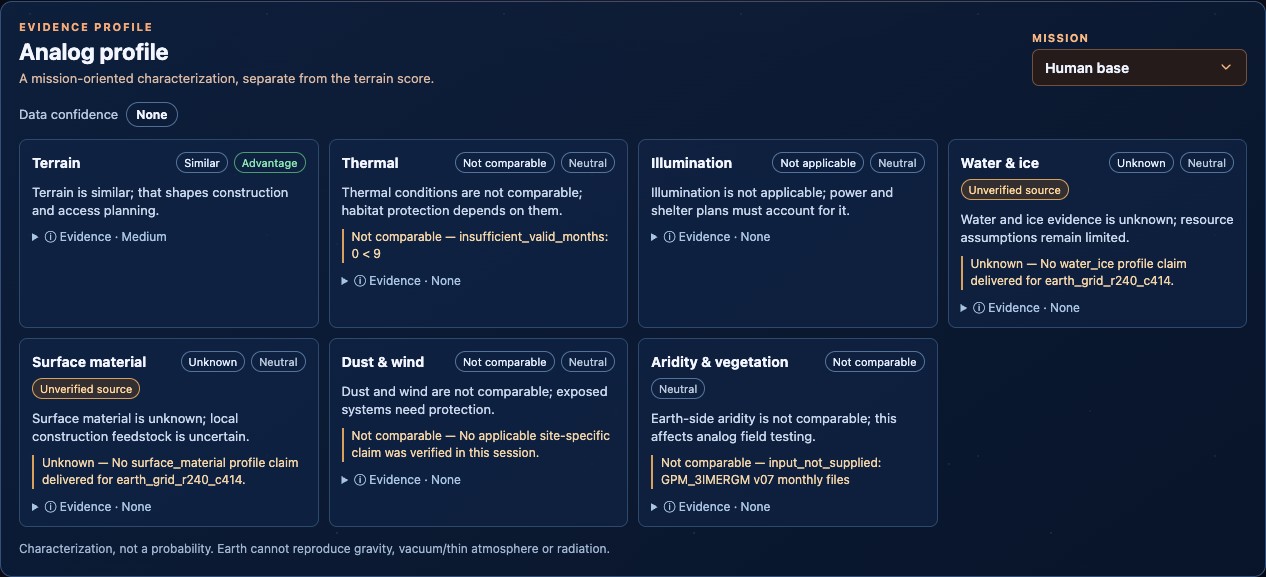 EVIDENCE PROFILE
Analog profile
A mission-oriented characterization, separate from the terrain score.
MISSION
Human base
Data confidence None
Terrain Similar Advantage
Terrain is similar; that shapes construction
and access planning.
▶ ⓘ Evidence · Medium
Thermal Not comparable Neutral
Thermal conditions are not comparable;
habitat protection depends on them.
Not comparable — insufficient_valid_months:
0 < 9
▶ ⓘ Evidence · None
Illumination Not applicable Neutral
Illumination is not applicable; power and
shelter plans must account for it.
▶ ⓘ Evidence · None
Water & ice Unknown Neutral
Unverified source
Water and ice evidence is unknown; resource
assumptions remain limited.
Unknown — No water_ice profile claim
delivered for earth_grid_r240_c414.
▶ ⓘ Evidence · None
Surface material Unknown Neutral
Unverified source
Surface material is unknown; local
construction feedstock is uncertain.
Unknown — No surface_material profile claim
delivered for earth_grid_r240_c414.
▶ ⓘ Evidence · None
Dust & wind Not comparable Neutral
Dust and wind are not comparable; exposed
systems need protection.
Not comparable — No applicable site-specific
claim was verified in this session.
▶ ⓘ Evidence · None
Aridity & vegetation Not comparable
Neutral
Earth-side aridity is not comparable; this
affects analog field testing.
Not comparable — input_not_supplied:
GPM_3IMERGM v07 monthly files
▶ ⓘ Evidence · None
Characterization, not a probability. Earth cannot reproduce gravity, vacuum/thin atmosphere or radiation.